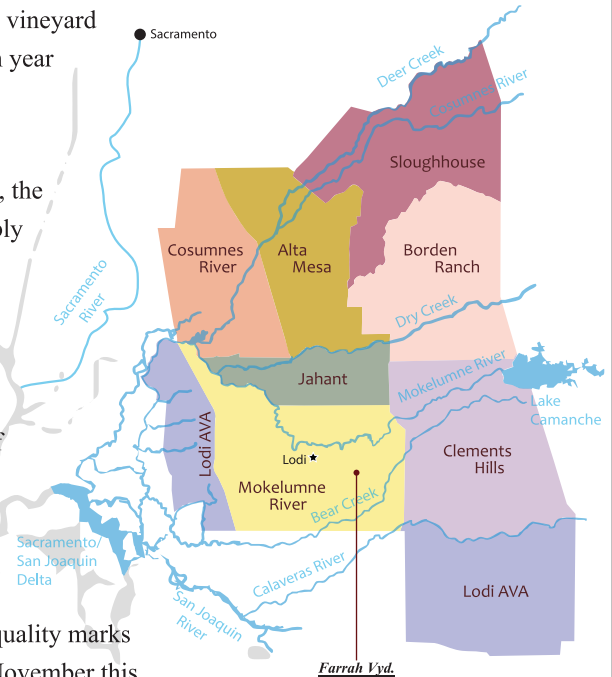 vineyard
year
, the
Sacramento
Deer Creek
Cosumnes River
Sloughhouse
Cosumnes
River
Alta
Mesa
Borden
Ranch
Sacramento
River
Dry Creek
Jahant
Mokelumne River
Lake
Camanche
Lodi AVA
Lodi
Mokelumne
River
Clements
Hills
Bear Creek
Sacramento/
San Joaquin
Delta
Calaveras River
San Joaquin
River
Lodi AVA
quality marks
November this
Farrah Vyd.